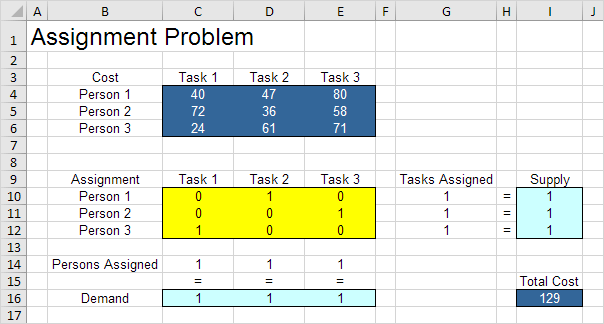 A B C D E F G H I J
1 Assignment Problem
2
3 Cost Task 1 Task 2 Task 3
4 Person 1 40 47 80
5 Person 2 72 36 58
6 Person 3 24 61 71
7
8
9 Assignment Task 1 Task 2 Task 3 Tasks Assigned Supply
10 Person 1 0 1 0 1 = 1
11 Person 2 0 0 1 1 = 1
12 Person 3 1 0 0 1 = 1
13
14 Persons Assigned 1 1 1
15 = = = Total Cost
16 Demand 1 1 1 129
17